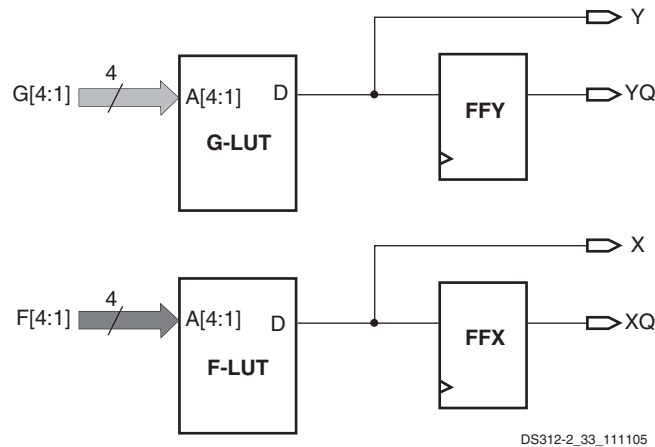 Y
4
G[4:1]
A[4:1]
D
G-LUT
FFY
YQ
X
4
F[4:1]
A[4:1]
D
F-LUT
FFX
XQ
DS312-2_33_111105